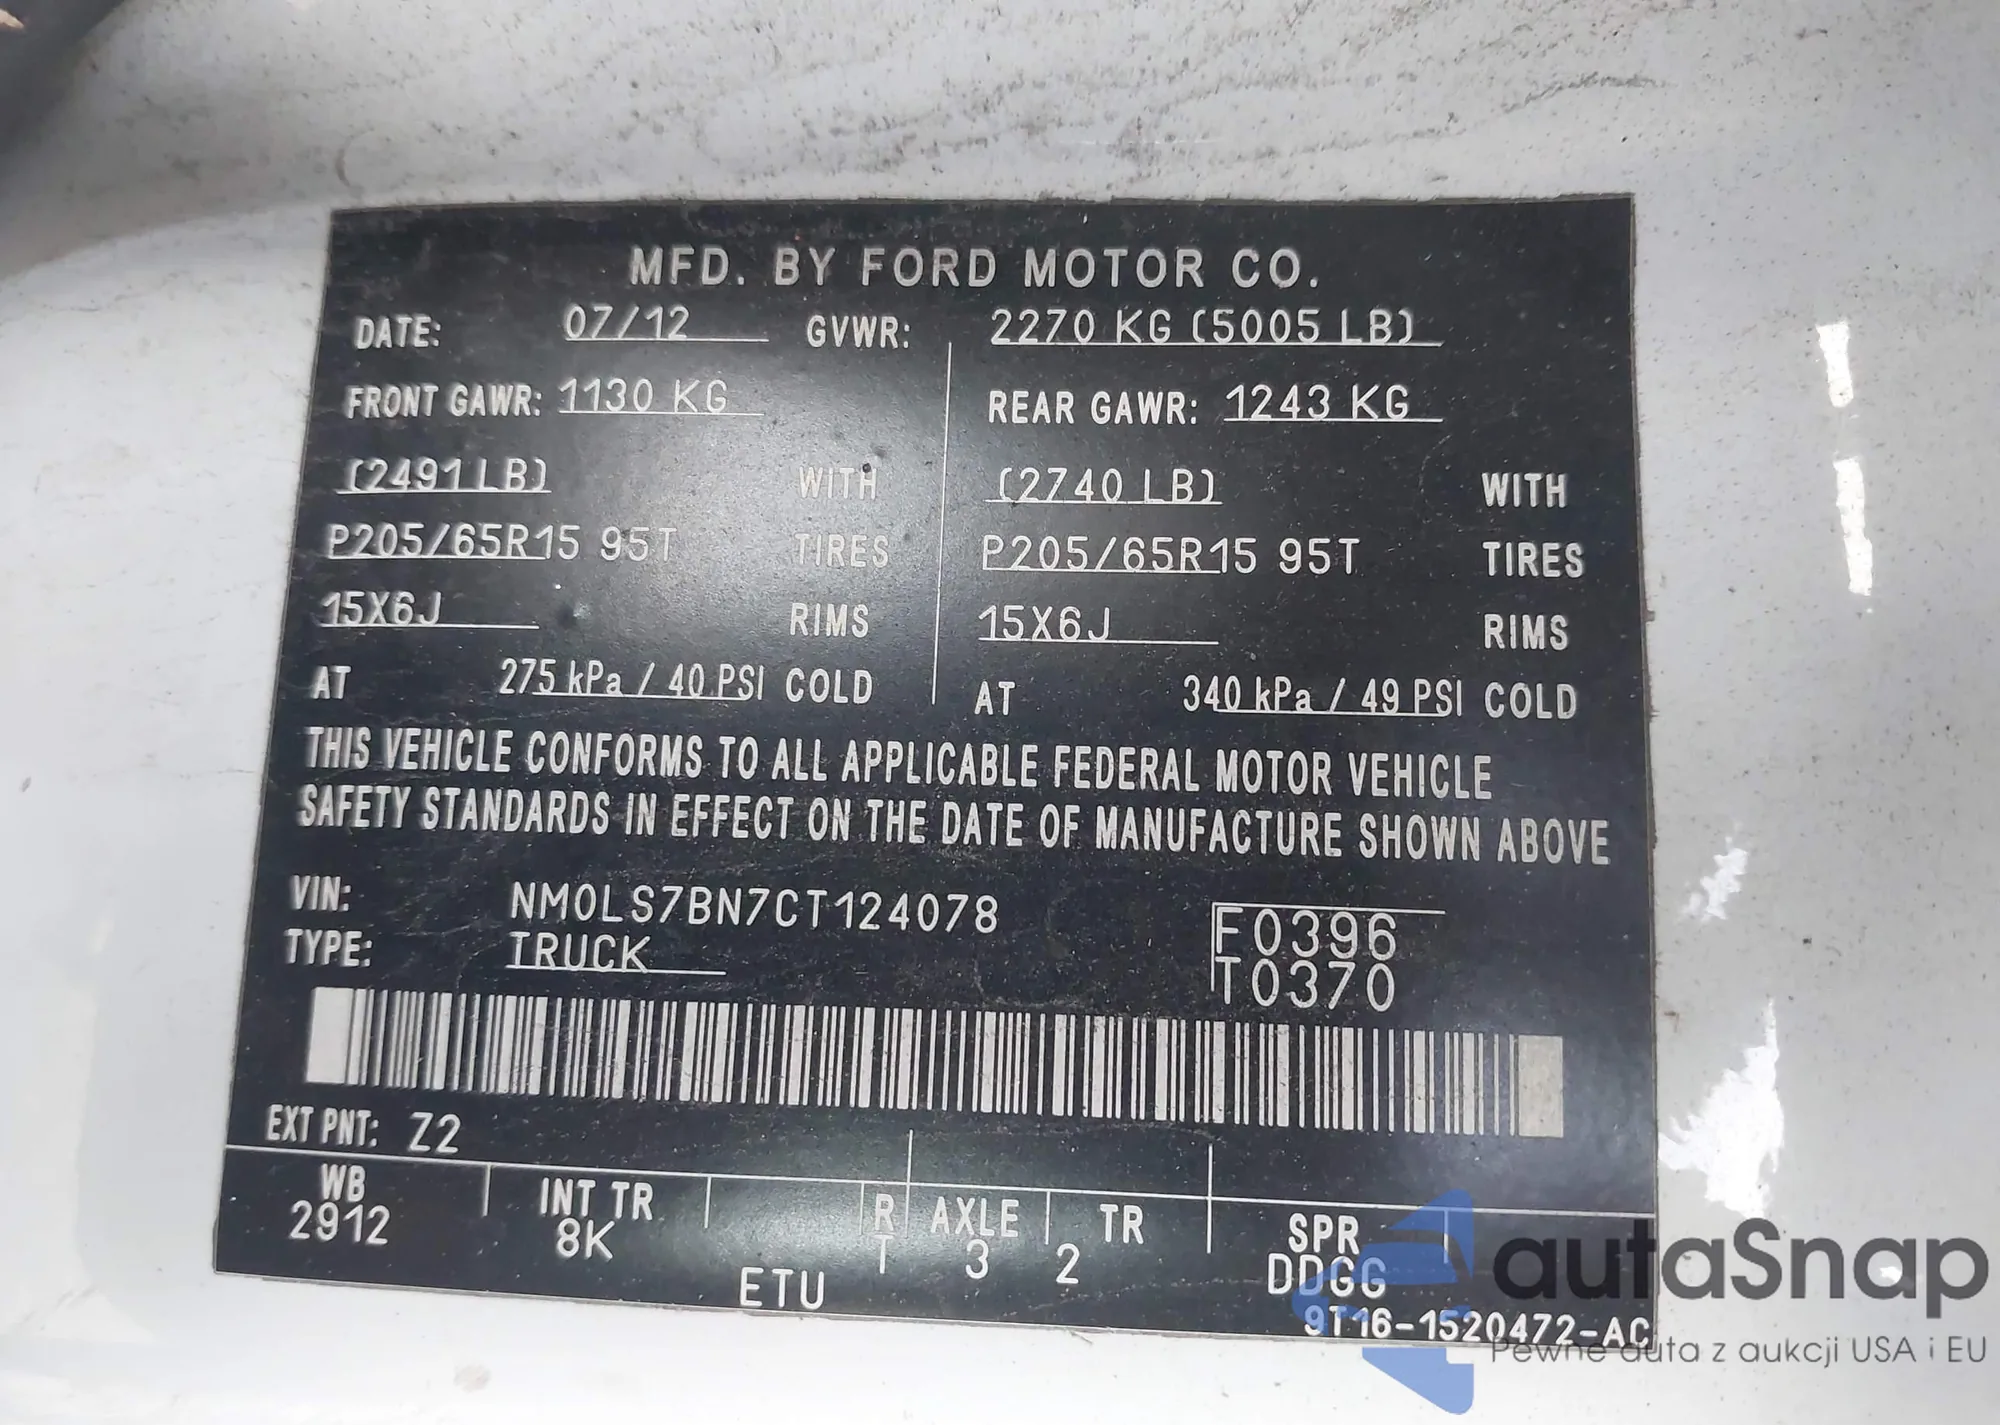 MFD. BY FORD MOTOR CO.
DATE: 07/12 GVWR: 2270 KG (5005 LB)
FRONT GAWR: 1130 KG REAR GAWR: 1243 KG
(2491 LB) WITH (2740 LB) WITH
P205/65R15 95T TIRES P205/65R15 95T TIRES
15X6J RIMS 15X6J RIMS
AT 275 kPa / 40 PSI COLD AT 340 kPa / 49 PSI COLD
THIS VEHICLE CONFORMS TO ALL APPLICABLE FEDERAL MOTOR VEHICLE
SAFETY STANDARDS IN EFFECT ON THE DATE OF MANUFACTURE SHOWN ABOVE
VIN: NM0LS7BN7CT124078 F0396
TYPE: TRUCK T0370
EXT PNT: Z2
WB INT TR R AXLE TR SPR
2912 8K T 3 2 DDGG
ETU
9T16-1520472-AC
autaSnap
Pewne auta z aukcji USA i EU